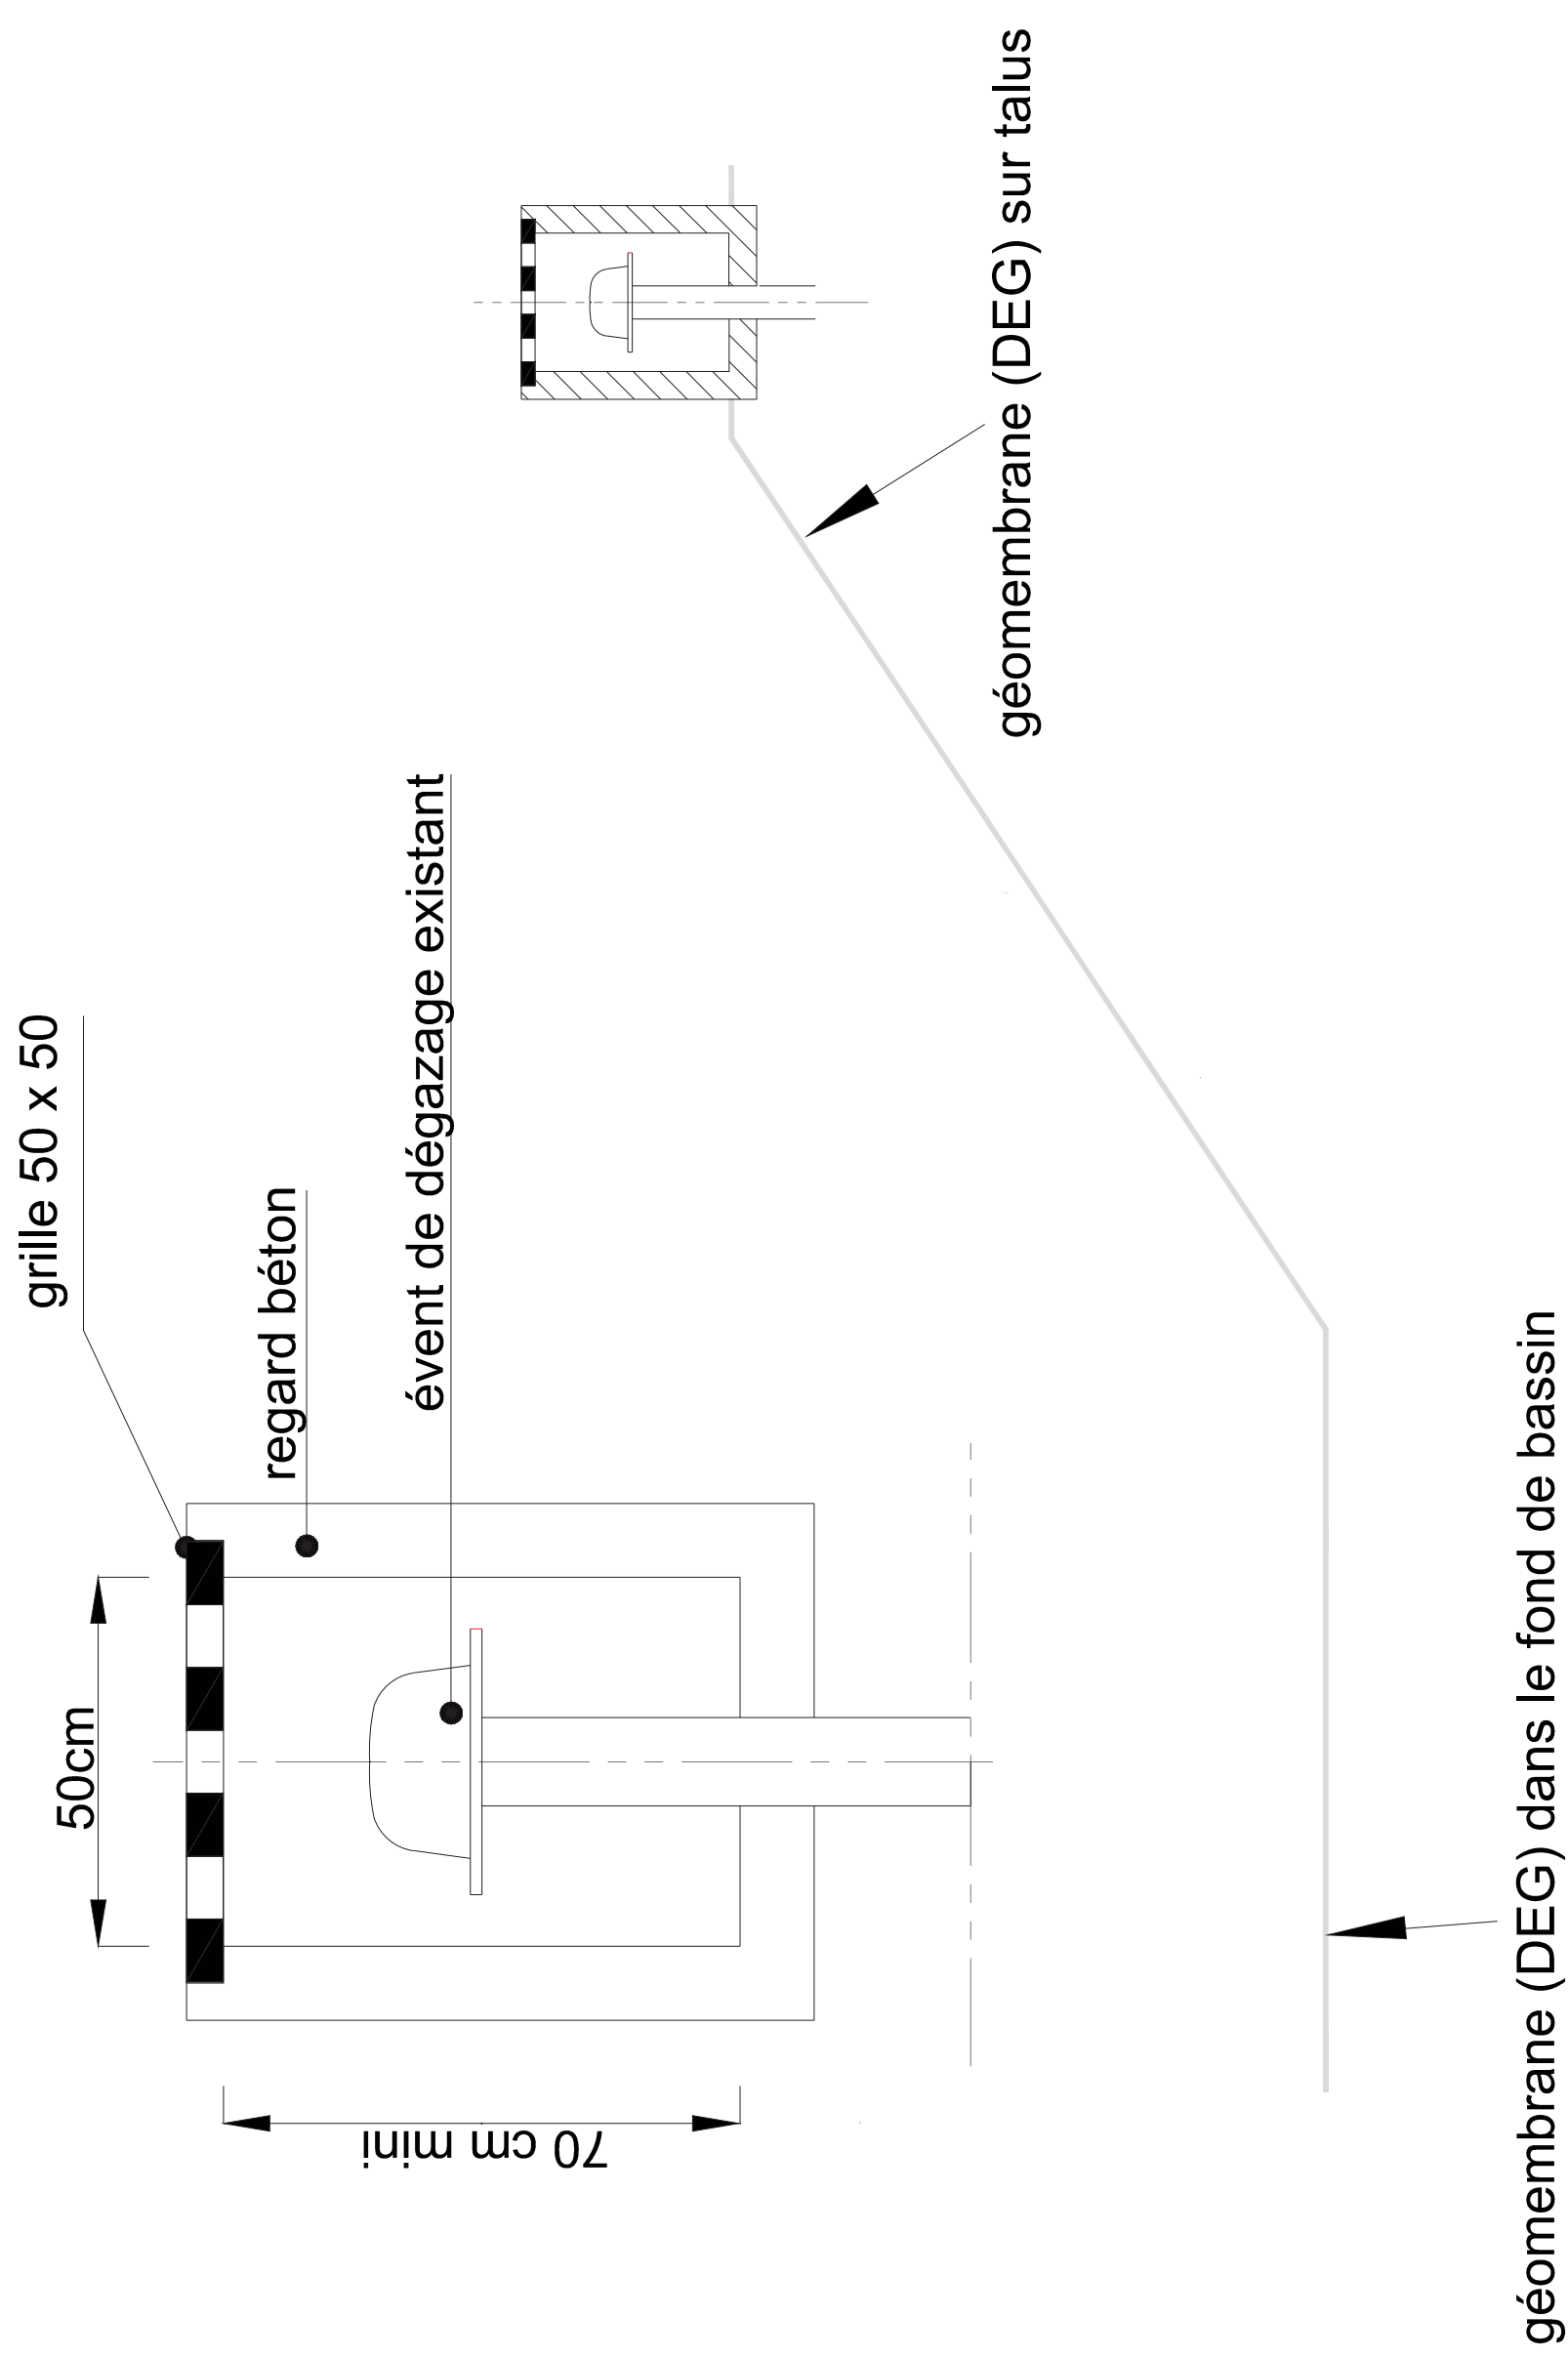 grille 50 x 50
50cm
regard béton
évent de dégazage existant
70 cm mini
géomembrane (DEG) sur talus
géomembrane (DEG) dans le fond de bassin